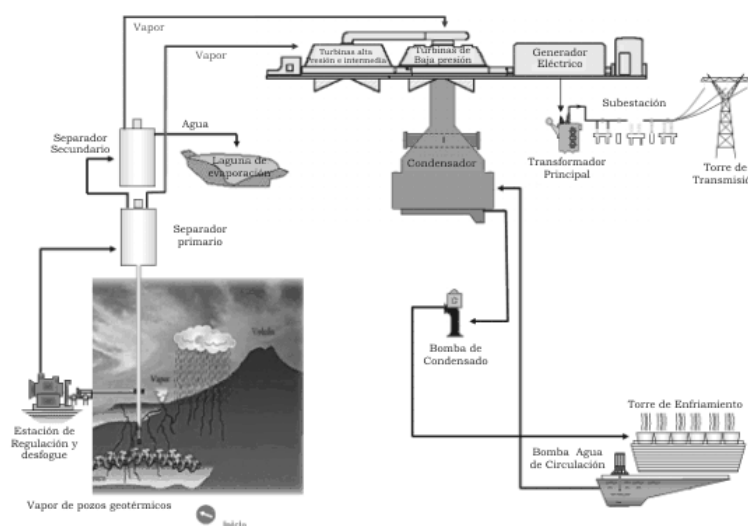 Vapor
Vapor
Turbinas alta
Presión e intermedia
Turbinas de
Baja presión
Generador
Eléctrico
Subestación
Transformador
Principal
Torre de
Transmisió
Separador
Secundario
Agua
Laguna de
evaporación
Condensador
Separador
primario
Bomba de
Condensado
Vapor
Estación de
Regulación y
desfogue
Torre de Enfriamiento
Bomba Agua
de Circulación
Vapor de pozos geotérmicos